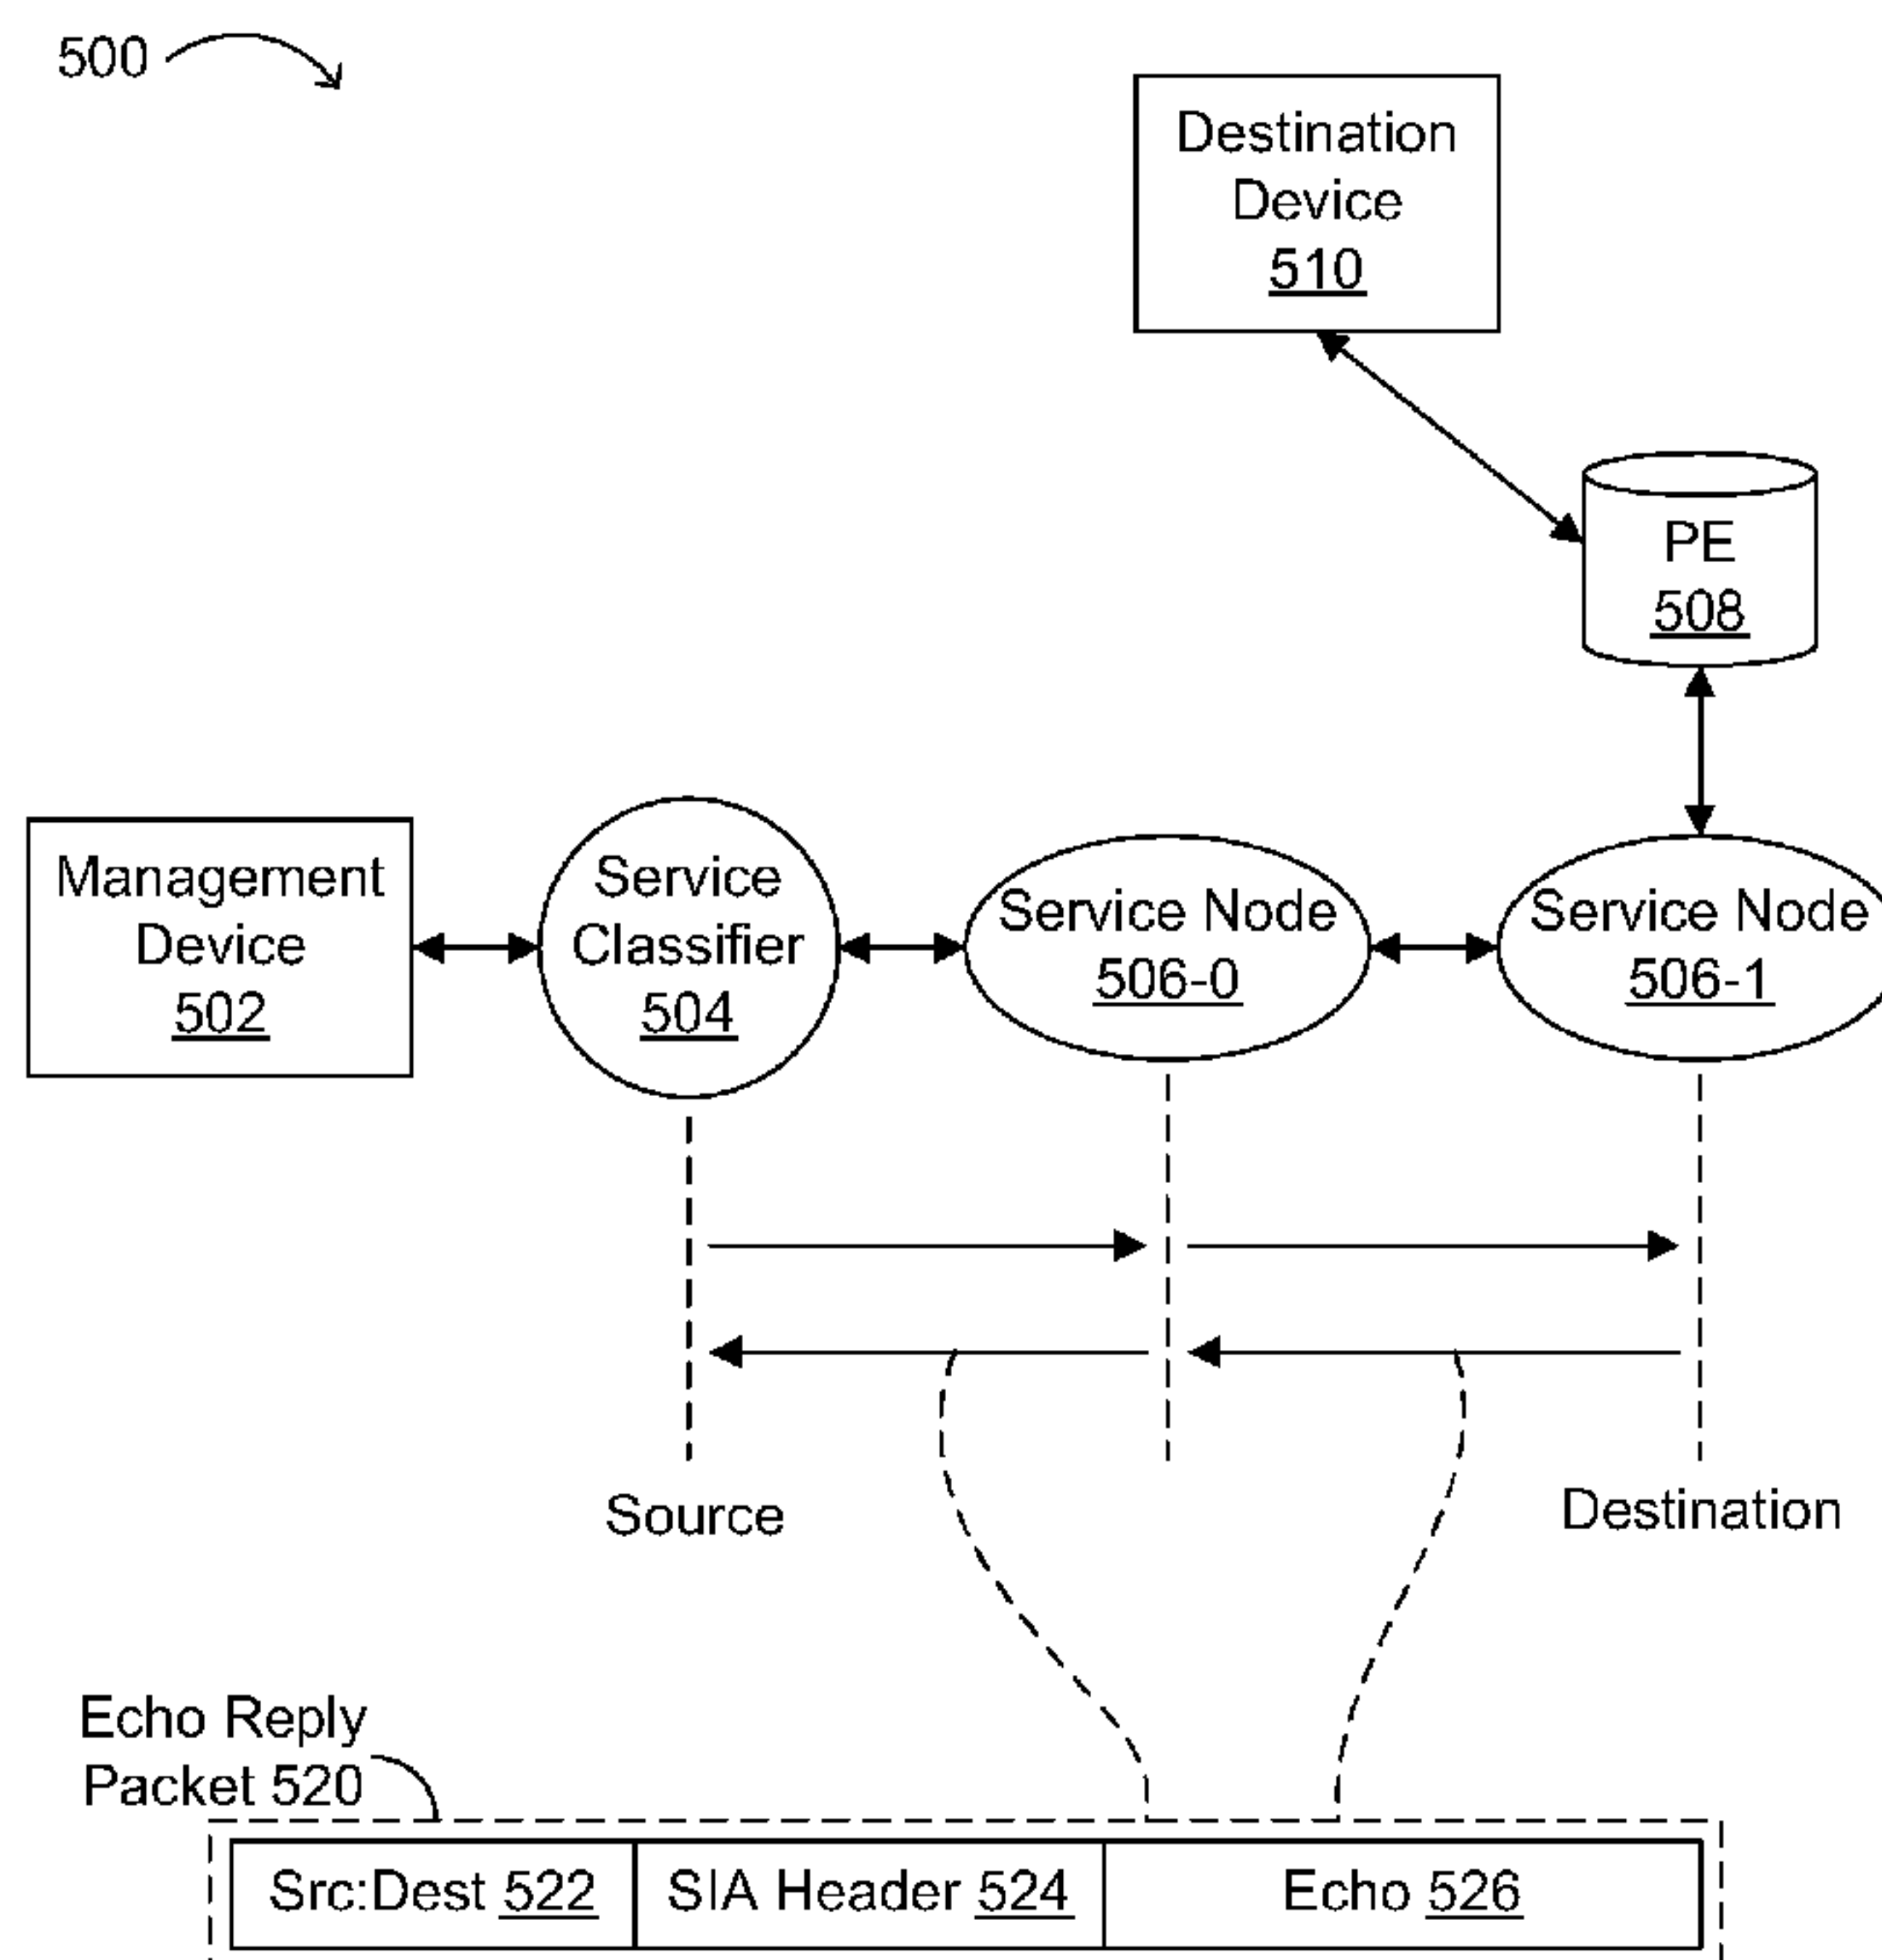 500
Destination
Device
510
PE
508
Management
Device
502
Service
Classifier
504
Service Node
506-0
Service Node
506-1
Source
Destination
Echo Reply
Packet 520
Src:Dest 522
SIA Header 524
Echo 526